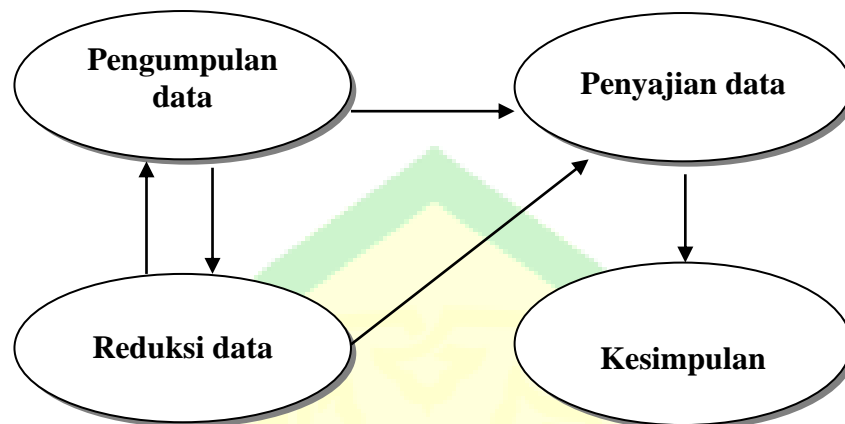 Pengumpulan
data
Penyajian data
Reduksi data
Kesimpulan